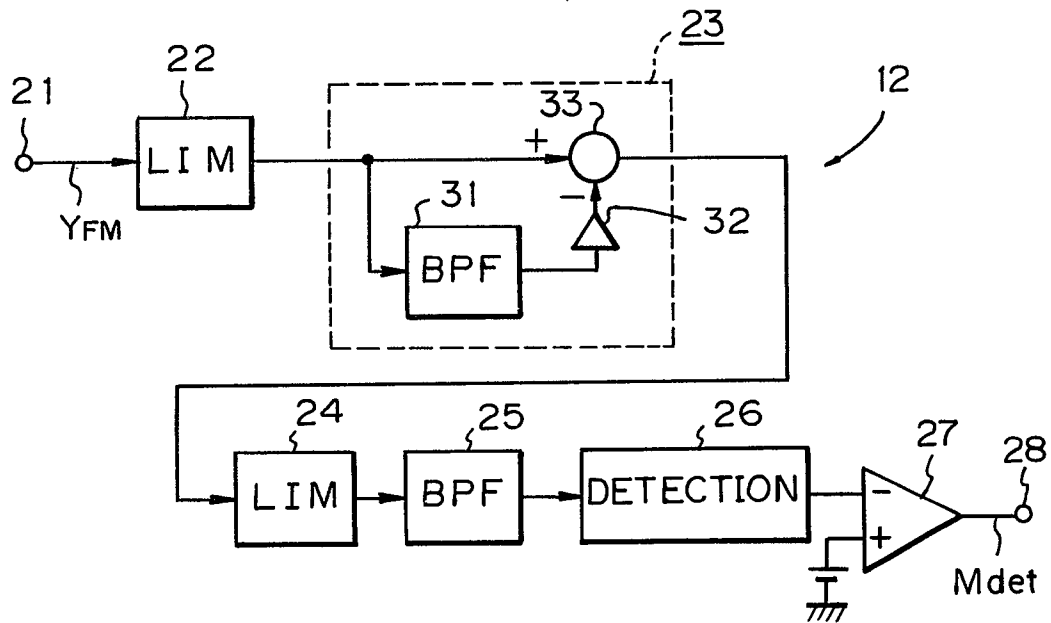 23
21
22
33
12
LIM
+
YFM
31
−
32
BPF
24
25
26
27
28
LIM
BPF
DETECTION
−
+
Mdet